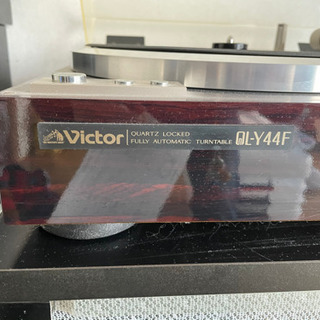 Victor
QUARTZ LOCKED
FULLY AUTOMATIC TURNTABLE
QL-Y44F